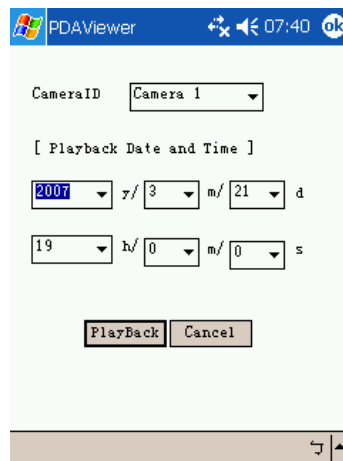 PDAViewer 07:40 ok
CameraID Camera 1
[ Playback Date and Time ]
2007 y/ 3 m/ 21 d
19 h/ 0 m/ 0 s
PlayBack Cancel